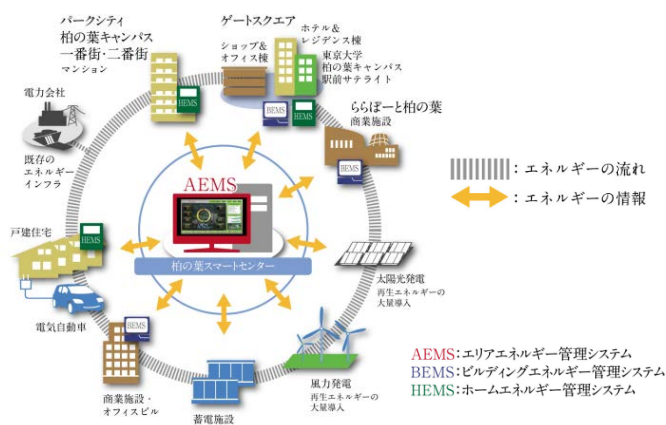 パークシティ
柏の葉キャンパス
一番街・二番街
マンション
HEMS
ゲートスクエア
ショップ&
オフィス棟
ホテル&
レジデンス棟
東京大学
柏の葉キャンパス
駅前サテライト
BEMS
HEMS
ららぽーと柏の葉
商業施設
BEMS
電力会社
既存の
エネルギー
インフラ
AEMS
柏の葉スマートセンター
戸建住宅
HEMS
電気自動車
BEMS
商業施設・
オフィスビル
蓄電施設
風力発電
再生エネルギーの
大量導入
太陽光発電
再生エネルギーの
大量導入
:エネルギーの流れ
:エネルギーの情報
AEMS:エリアエネルギー管理システム
BEMS:ビルディングエネルギー管理システム
HEMS:ホームエネルギー管理システム